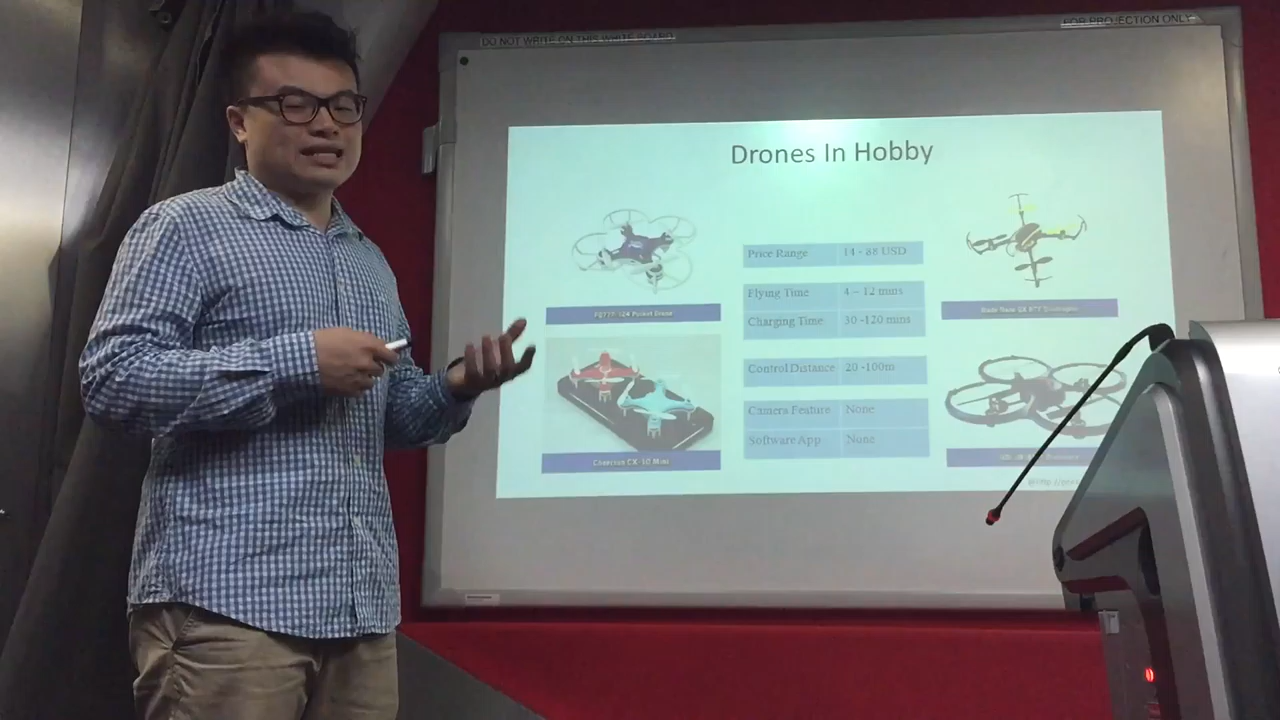 DO NOT WRITE ON THIS WHITE BOARD
FOR PROJECTION ONLY
Drones In Hobby
Price Range 14 - 88 USD
Flying Time 4 – 12 mins
Charging Time 30 -120 mins
Control Distance 20 -100m
Camera Feature None
Software App None
Pocket Drone
Cheerson CX-10 Mini